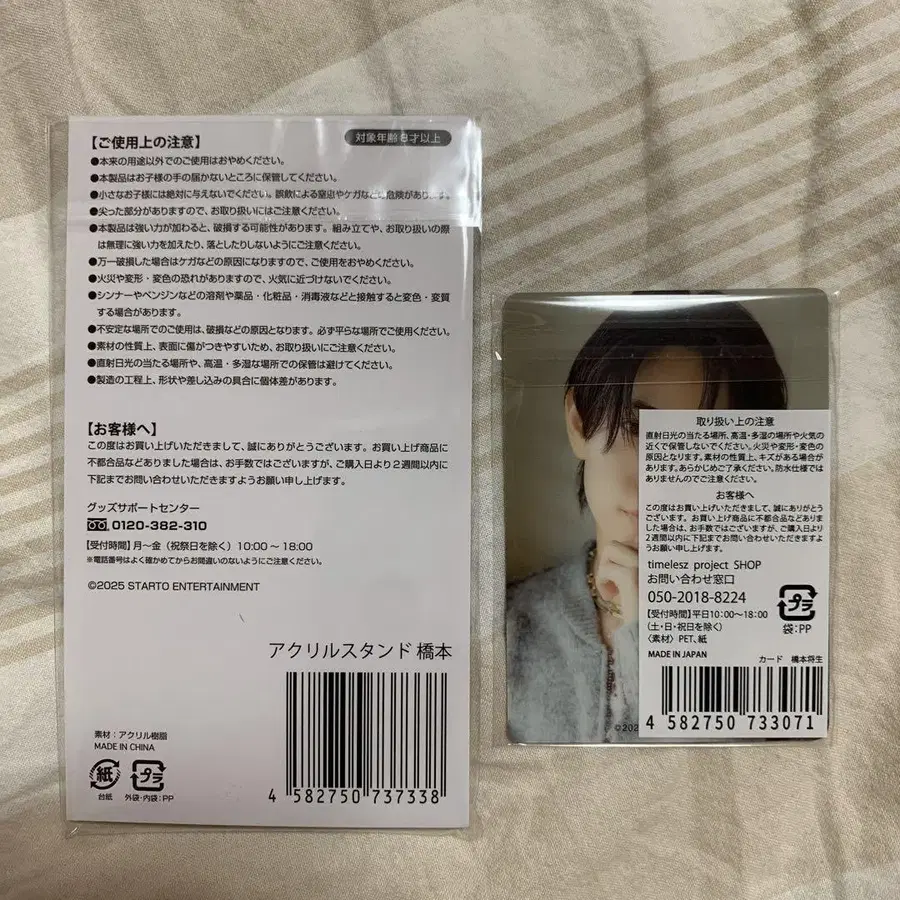 【ご使用上の注意】
対象年齢8才以上
●本来の用途以外でのご使用はおやめください。
●本製品はお子様の手の届かないところに保管してください。
●小さなお子様には絶対に与えないでください。誤飲による窒息やケガなどの危険があります。
●尖った部分がありますので、お取り扱いにはご注意ください。
●本製品は強い力が加わると、破損する可能性があります。組み立てや、お取り扱いの際
は無理に強い力を加えたり、落としたりしないようにご注意ください。
●万一破損した場合はケガなどの原因になりますので、ご使用をおやめください。
●火災や変形・変色の恐れがありますので、火気に近づけないでください。
●シンナーやベンジンなどの溶剤や薬品・化粧品・消毒液などと接触すると変色・変質
する場合があります。
●不安定な場所でのご使用は、破損などの原因となります。必ず平らな場所でご使用ください。
●素材の性質上、表面に傷がつきやすいため、お取り扱いにご注意ください。
●直射日光の当たる場所や、高温・多湿な場所での保管は避けてください。
●製造の工程上、形状や差し込みの具合に個体差があります。
【お客様へ】
この度はお買い上げいただきまして、誠にありがとうございます。お買い上げ商品に
不都合品などありました場合は、お手数ではございますが、ご購入日より2週間以内に
下記までお問い合わせいただきますようお願い申し上げます。
グッズサポートセンター
0120-382-310
【受付時間】月〜金（祝祭日を除く）10:00〜18:00
※電話番号はよく確かめてからお間違いのないようにご注意ください。
©2025 STARTO ENTERTAINMENT
アクリルスタンド 橋本
素材：アクリル樹脂
MADE IN CHINA
紙
台紙
プラ
外袋・内袋：PP
4 582750 737338
取り扱い上の注意
直射日光の当たる場所、高温・多湿の場所や火気の
近くで保管しないでください。火災や変形・変色の
原因となります。素材の性質上、キズがある場合が
あります。あらかじめご了承ください。防水仕様では
ありませんのでご注意ください。
お客様へ
この度はお買い上げいただきまして、誠にありがとう
ございます。お買い上げ商品に不都合品などありま
した場合は、お手数ではございますが、ご購入日より
2週間以内に下記までお問い合わせいただきますよ
うお願い申し上げます。
timelesz project SHOP
お問い合わせ窓口
050-2018-8224
【受付時間】平日10:00〜18:00
（土・日・祝日を除く）
〈素材〉PET、紙
MADE IN JAPAN
プラ
袋：PP
カード 橋本将生
4 582750 733071